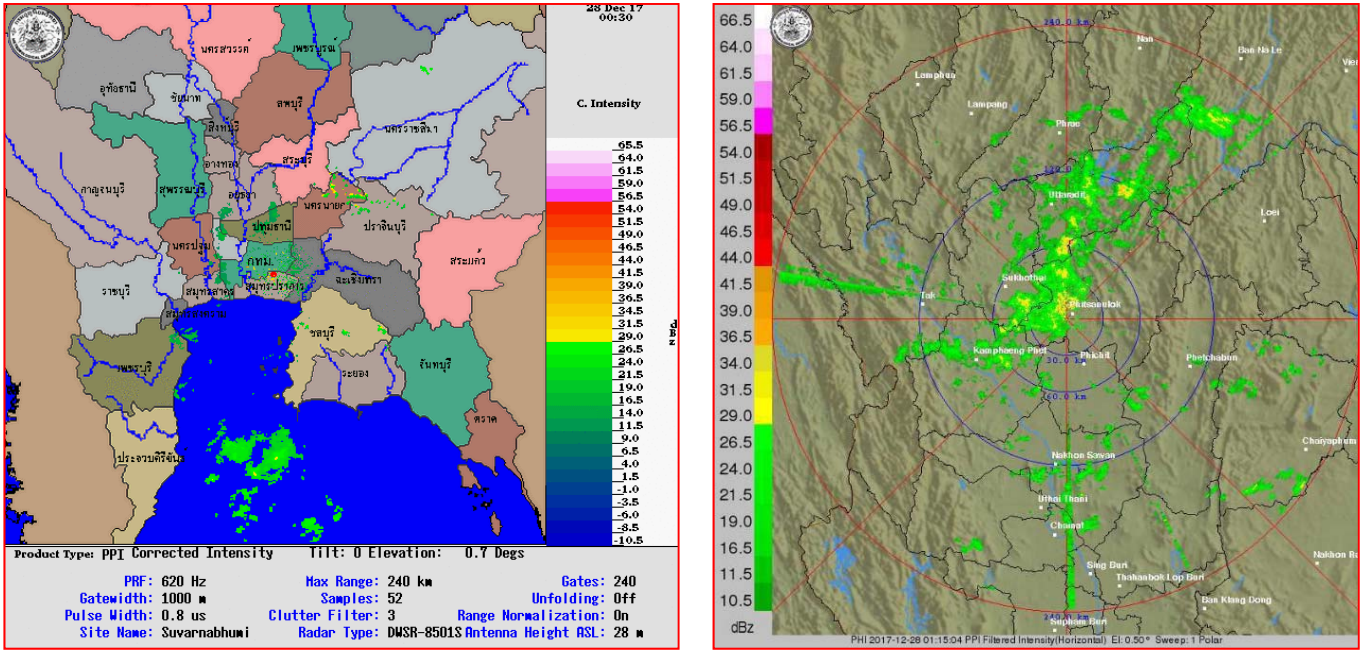 28 Dec 17
00:30
C. Intensity
65.5
64.0
61.5
59.0
56.5
54.0
51.5
49.0
46.5
44.0
41.5
39.0
36.5
34.0
31.5
29.0
26.5
24.0
21.5
19.0
16.5
14.0
11.5
9.0
6.5
4.0
1.5
-1.0
-3.5
-6.0
-8.5
-10.5
นครสวรรค์
เพชรบูรณ์
อุทัยธานี
ชัยนาท
ลพบุรี
สิงหบุรี
นครราชสีมา
อ่างทอง
สระบุรี
กาญจนบุรี
สุพรรณบุรี
อยุธยา
นครนายก
ปราจีนบุรี
ปทุมธานี
นครปฐม
กทม.
สระแก้ว
ราชบุรี
สมุทรสาคร
สมุทรปราการ
ฉะเชิงเทรา
สมุทรสงคราม
ชลบุรี
เพชรบุรี
ระยอง
จันทบุรี
ตราด
ประจวบคีรีขันธ์
Product Type: PPI Corrected Intensity Tilt: 0 Elevation: 0.7 Degs
PRF: 620 Hz Max Range: 240 km Gates: 240
Gatewidth: 1000 m Samples: 52 Unfolding: Off
Pulse Width: 0.8 us Clutter Filter: 3 Range Normalization: On
Site Name: Suvarnabhumi Radar Type: DWSR-8501S Antenna Height ASL: 28 m
66.5
64.0
61.5
59.0
56.5
54.0
51.5
49.0
46.5
44.0
41.5
39.0
36.5
34.0
31.5
29.0
26.5
24.0
21.5
19.0
16.5
14.0
11.5
10.5
dBz
240.0 km
Nan
Ban Na Le
Lamphun
Lampang
Phrae
Uttaradit
Loei
Sukhothai
Tak
Phitsanulok
Kamphaeng Phet
Phichit
Phetchabun
Chaiyaphum
Nakhon Sawan
Uthai Thani
Chainat
Sing Buri
Thahanbok Lop Buri
Ban Klang Dong
240.0 km
Suphan Buri
PHI 2017-12-28 01:15:04 PPI Filtered Intensity(Horizontal) El: 0.50° Sweep: 1 Polar